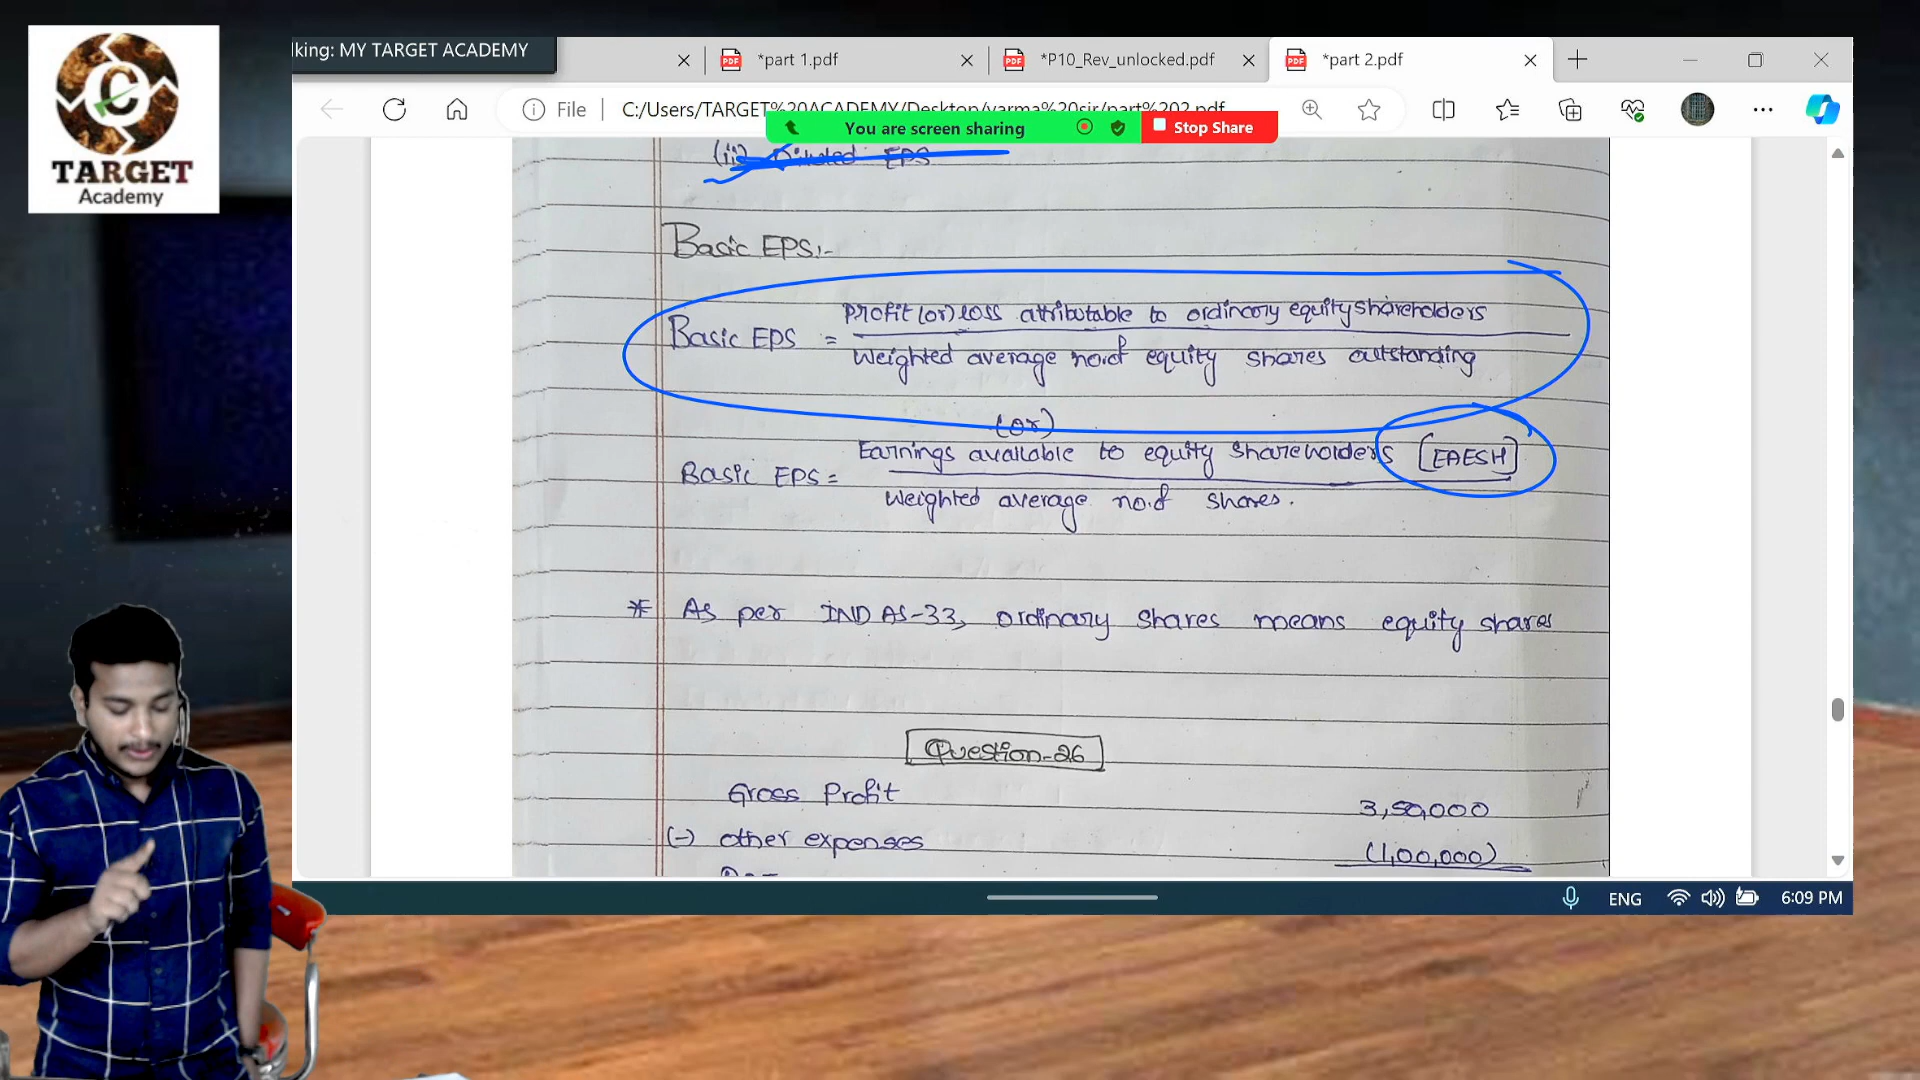 TARGET
Academy
lking: MY TARGET ACADEMY
*part 1.pdf
*P10_Rev_unlocked.pdf
*part 2.pdf
File
C:/Users/TARGET%20ACADEMY/Desktop/varma%20sir/part%202.pdf
You are screen sharing
Stop Share
(ii) Diluted EPS
Basic EPS:-
Basic EPS = Profit (or) loss attributable to ordinary equity shareholders
Weighted average no.of equity shares outstanding
(or)
Basic EPS = Earnings available to equity shareholders [EAESH]
Weighted average no.of shares.
* As per IND AS-33, ordinary shares means equity shares
Question-26
Gross Profit 3,50,000
(-) other expenses (1,00,000)
ENG
6:09 PM